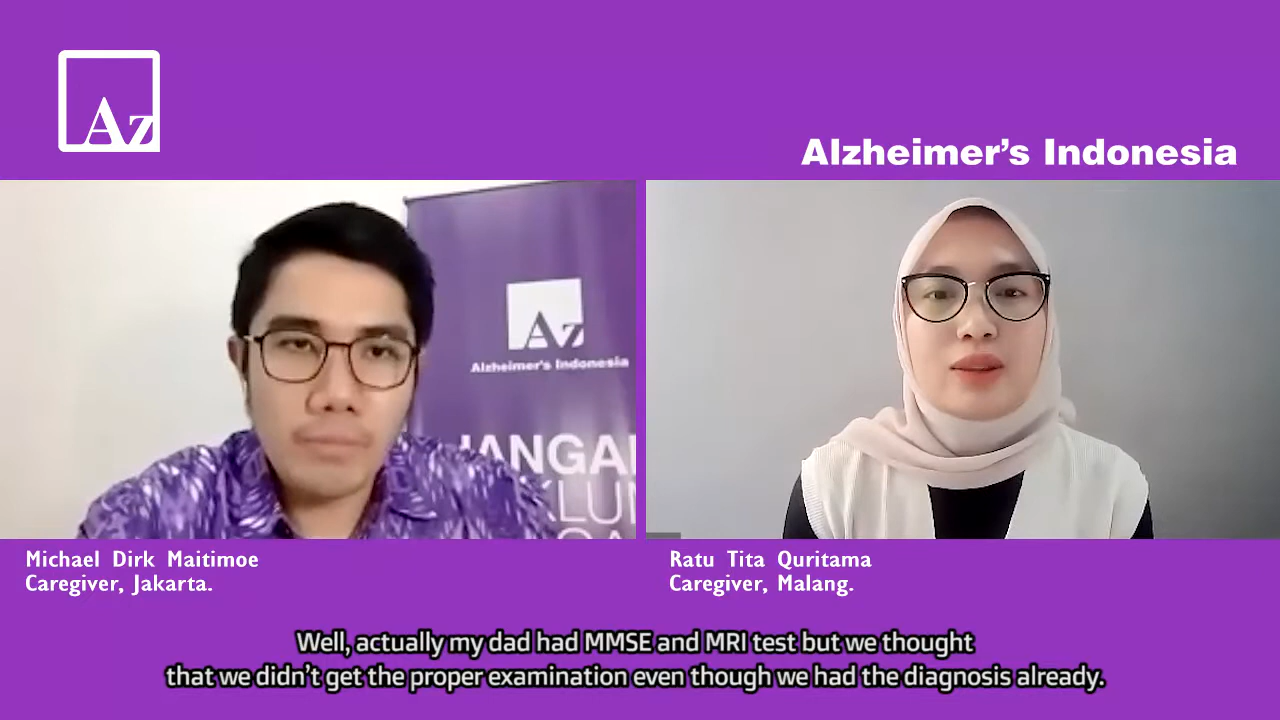 Az
Alzheimer's Indonesia
Az
Alzheimer's Indonesia
JANGAN
Michael Dirk Maitimoe
Caregiver, Jakarta.
Ratu Tita Quritama
Caregiver, Malang.
Well, actually my dad had MMSE and MRI test but we thought
that we didn't get the proper examination even though we had the diagnosis already.